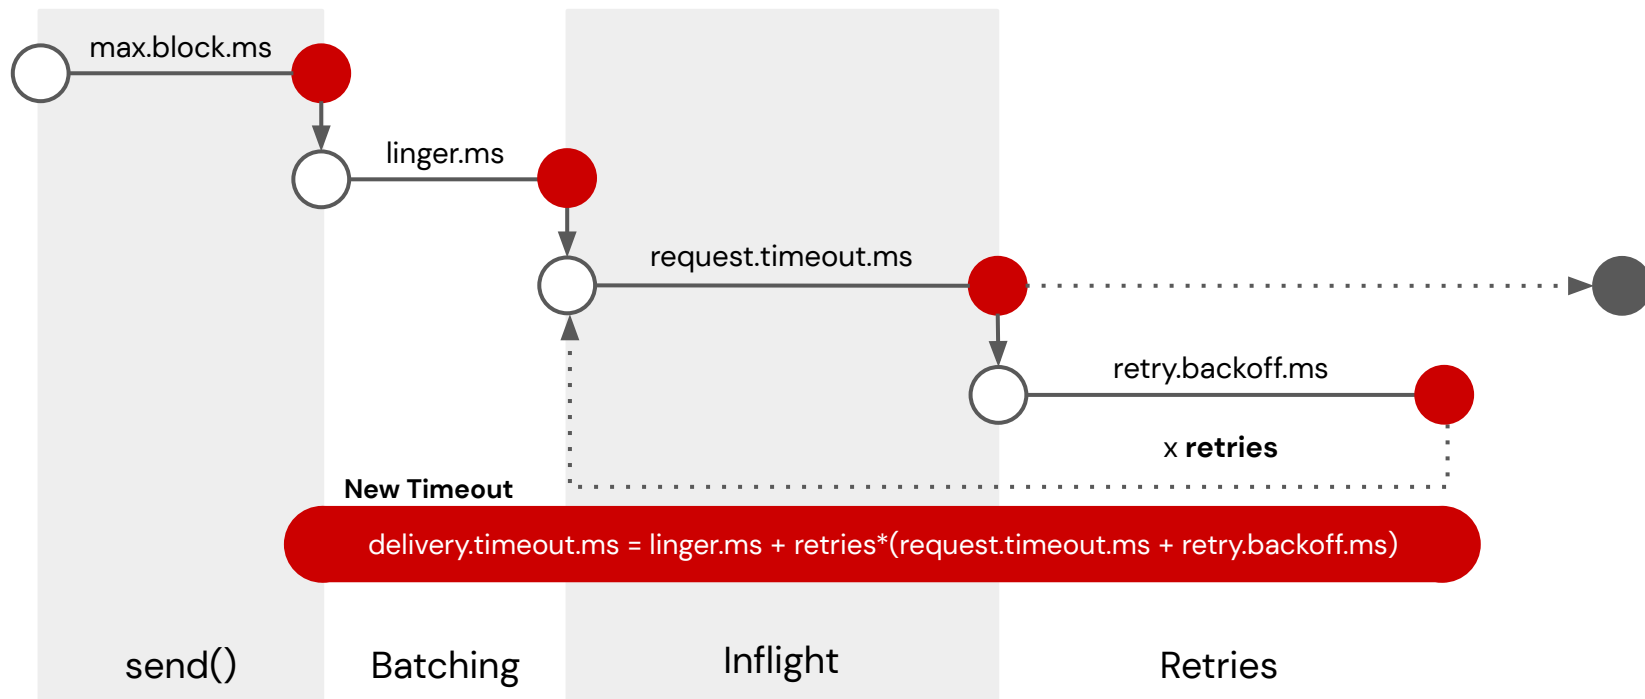 max.block.ms
linger.ms
request.timeout.ms
retry.backoff.ms
x retries
New Timeout
delivery.timeout.ms = linger.ms + retries*(request.timeout.ms + retry.backoff.ms)
send()
Batching
Inflight
Retries